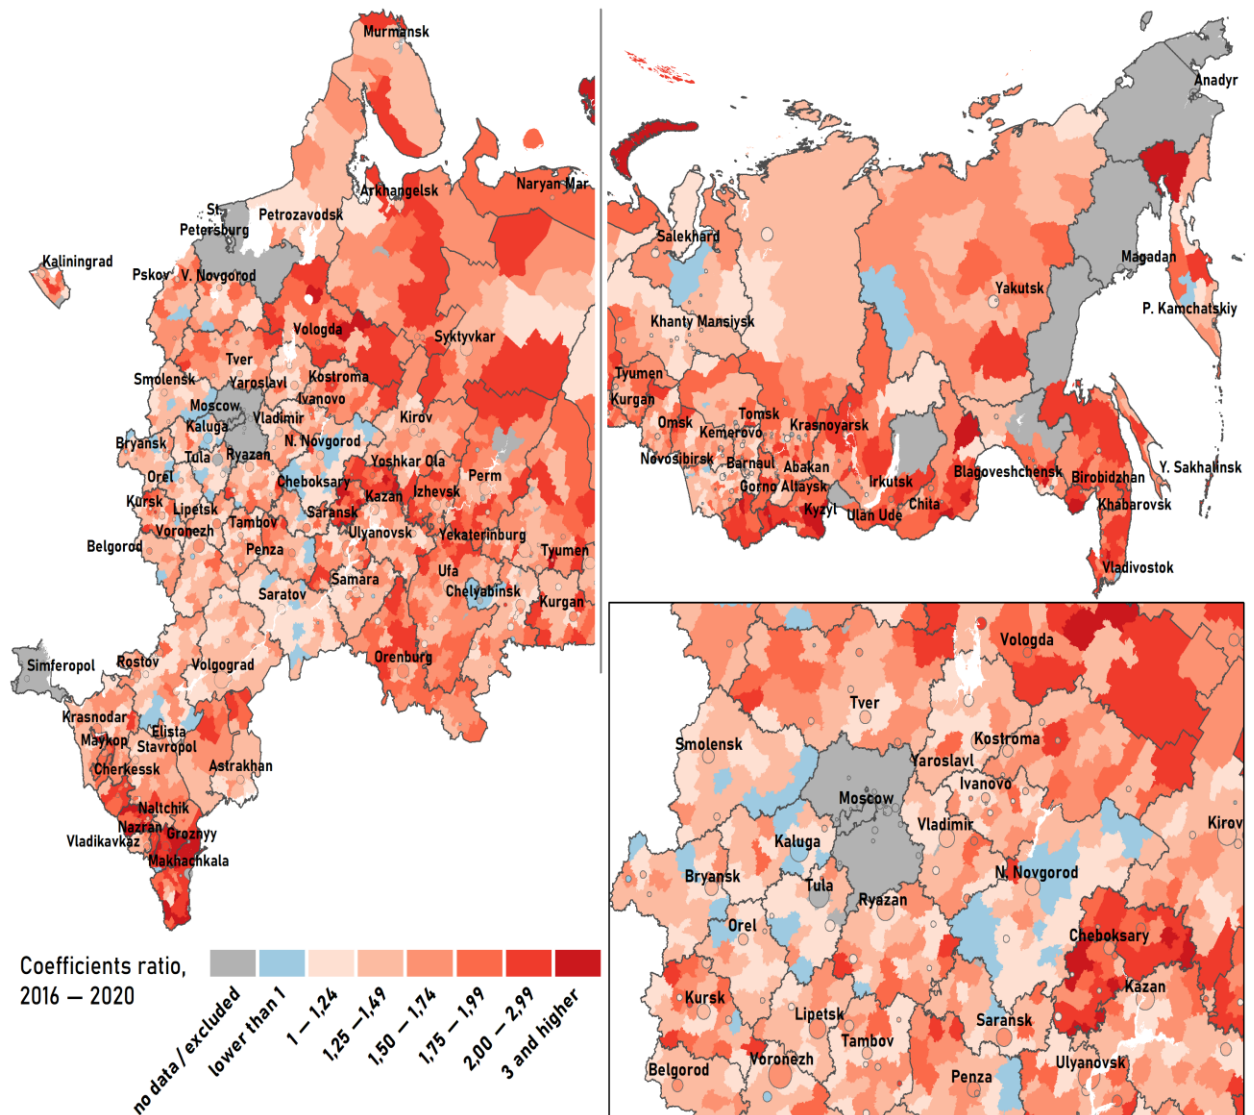 Murmansk
Arkhangelsk
Naryan Mar
St.
Petersburg
Petrozavodsk
Kaliningrad
Pskov
V. Novgorod
Vologda
Syktyvkar
Tver
Smolensk
Yaroslavl
Kostroma
Ivanovo
Moscow
Vladimir
Kirov
Kaluga
Bryansk
N. Novgorod
Tula
Ryazan
Yoshkar Ola
Orel
Cheboksary
Perm
Kursk
Kazan
Izhevsk
Lipetsk
Saransk
Voronezh
Tambov
Ulyanovsk
Yekaterinburg
Belgorod
Penza
Tyumen
Ufa
Samara
Chelyabinsk
Saratov
Kurgan
Orenburg
Simferopol
Rostov
Volgograd
Krasnodar
Elista
Maykop
Stavropol
Cherkessk
Astrakhan
Naltchik
Nazran
Groznyy
Vladikavkaz
Makhachkala
Anadyr
Salekhard
Magadan
Yakutsk
P. Kamchatskiy
Khanty Mansiysk
Tyumen
Kurgan
Omsk
Tomsk
Kemerovo
Krasnoyarsk
Novosibirsk
Barnaul
Abakan
Gorno Altaysk
Irkutsk
Blagoveshchensk
Birobidzhan
Y. Sakhalinsk
Kyzyl
Ulan Ude
Chita
Khabarovsk
Vladivostok
Vologda
Tver
Smolensk
Kostroma
Yaroslavl
Ivanovo
Moscow
Vladimir
Kirov
Kaluga
Bryansk
Tula
N. Novgorod
Ryazan
Orel
Cheboksary
Kursk
Kazan
Lipetsk
Saransk
Tambov
Voronezh
Belgorod
Penza
Ulyanovsk
Coefficients ratio,
2016 — 2020
no data / excluded
lower than 1
1 — 1,24
1,25 —1,49
1,50 — 1,74
1,75 — 1,99
2,00 — 2,99
3 and higher